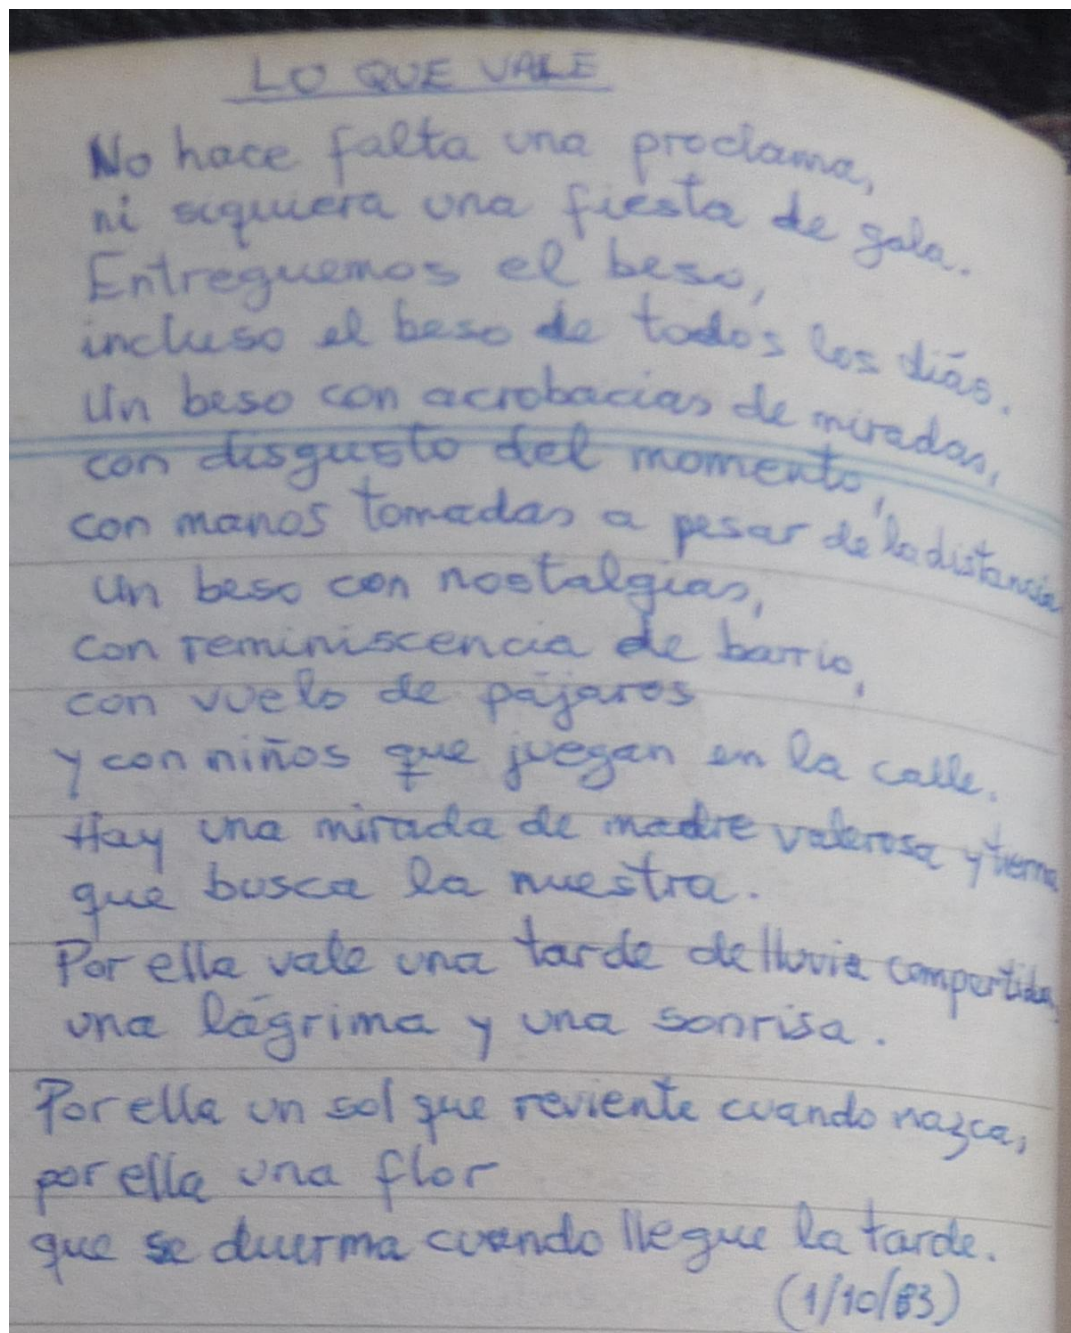 LO QUE VALE
No hace falta una proclama,
ni siquiera una fiesta de gala.
Entreguemos el beso,
incluso el beso de todos los días.
Un beso con acrobacias de miradas,
con disgusto del momento,
con manos tomadas a pesar de la distancia
Un beso con nostalgias,
con reminiscencia de barrio,
con vuelo de pájaros
y con niños que juegan en la calle.
Hay una mirada de madre valerosa y tierna
que busca la nuestra.
Por ella vale una tarde de lluvia compartida,
una lágrima y una sonrisa.
Por ella un sol que reviente cuando nazca,
por ella una flor
que se duerma cuando llegue la tarde.
(1/10/83)